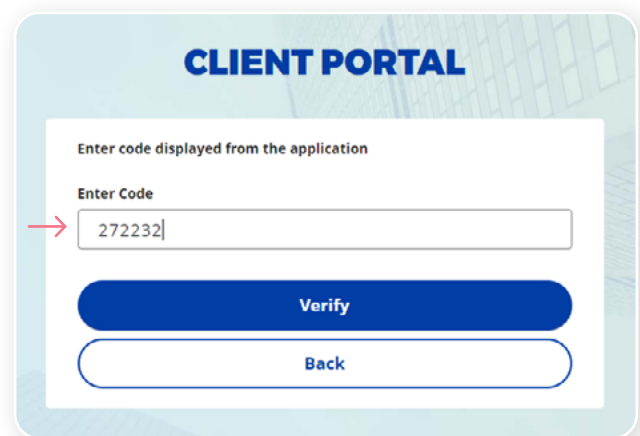 CLIENT PORTAL
Enter code displayed from the application
Enter Code
272232
Verify
Back